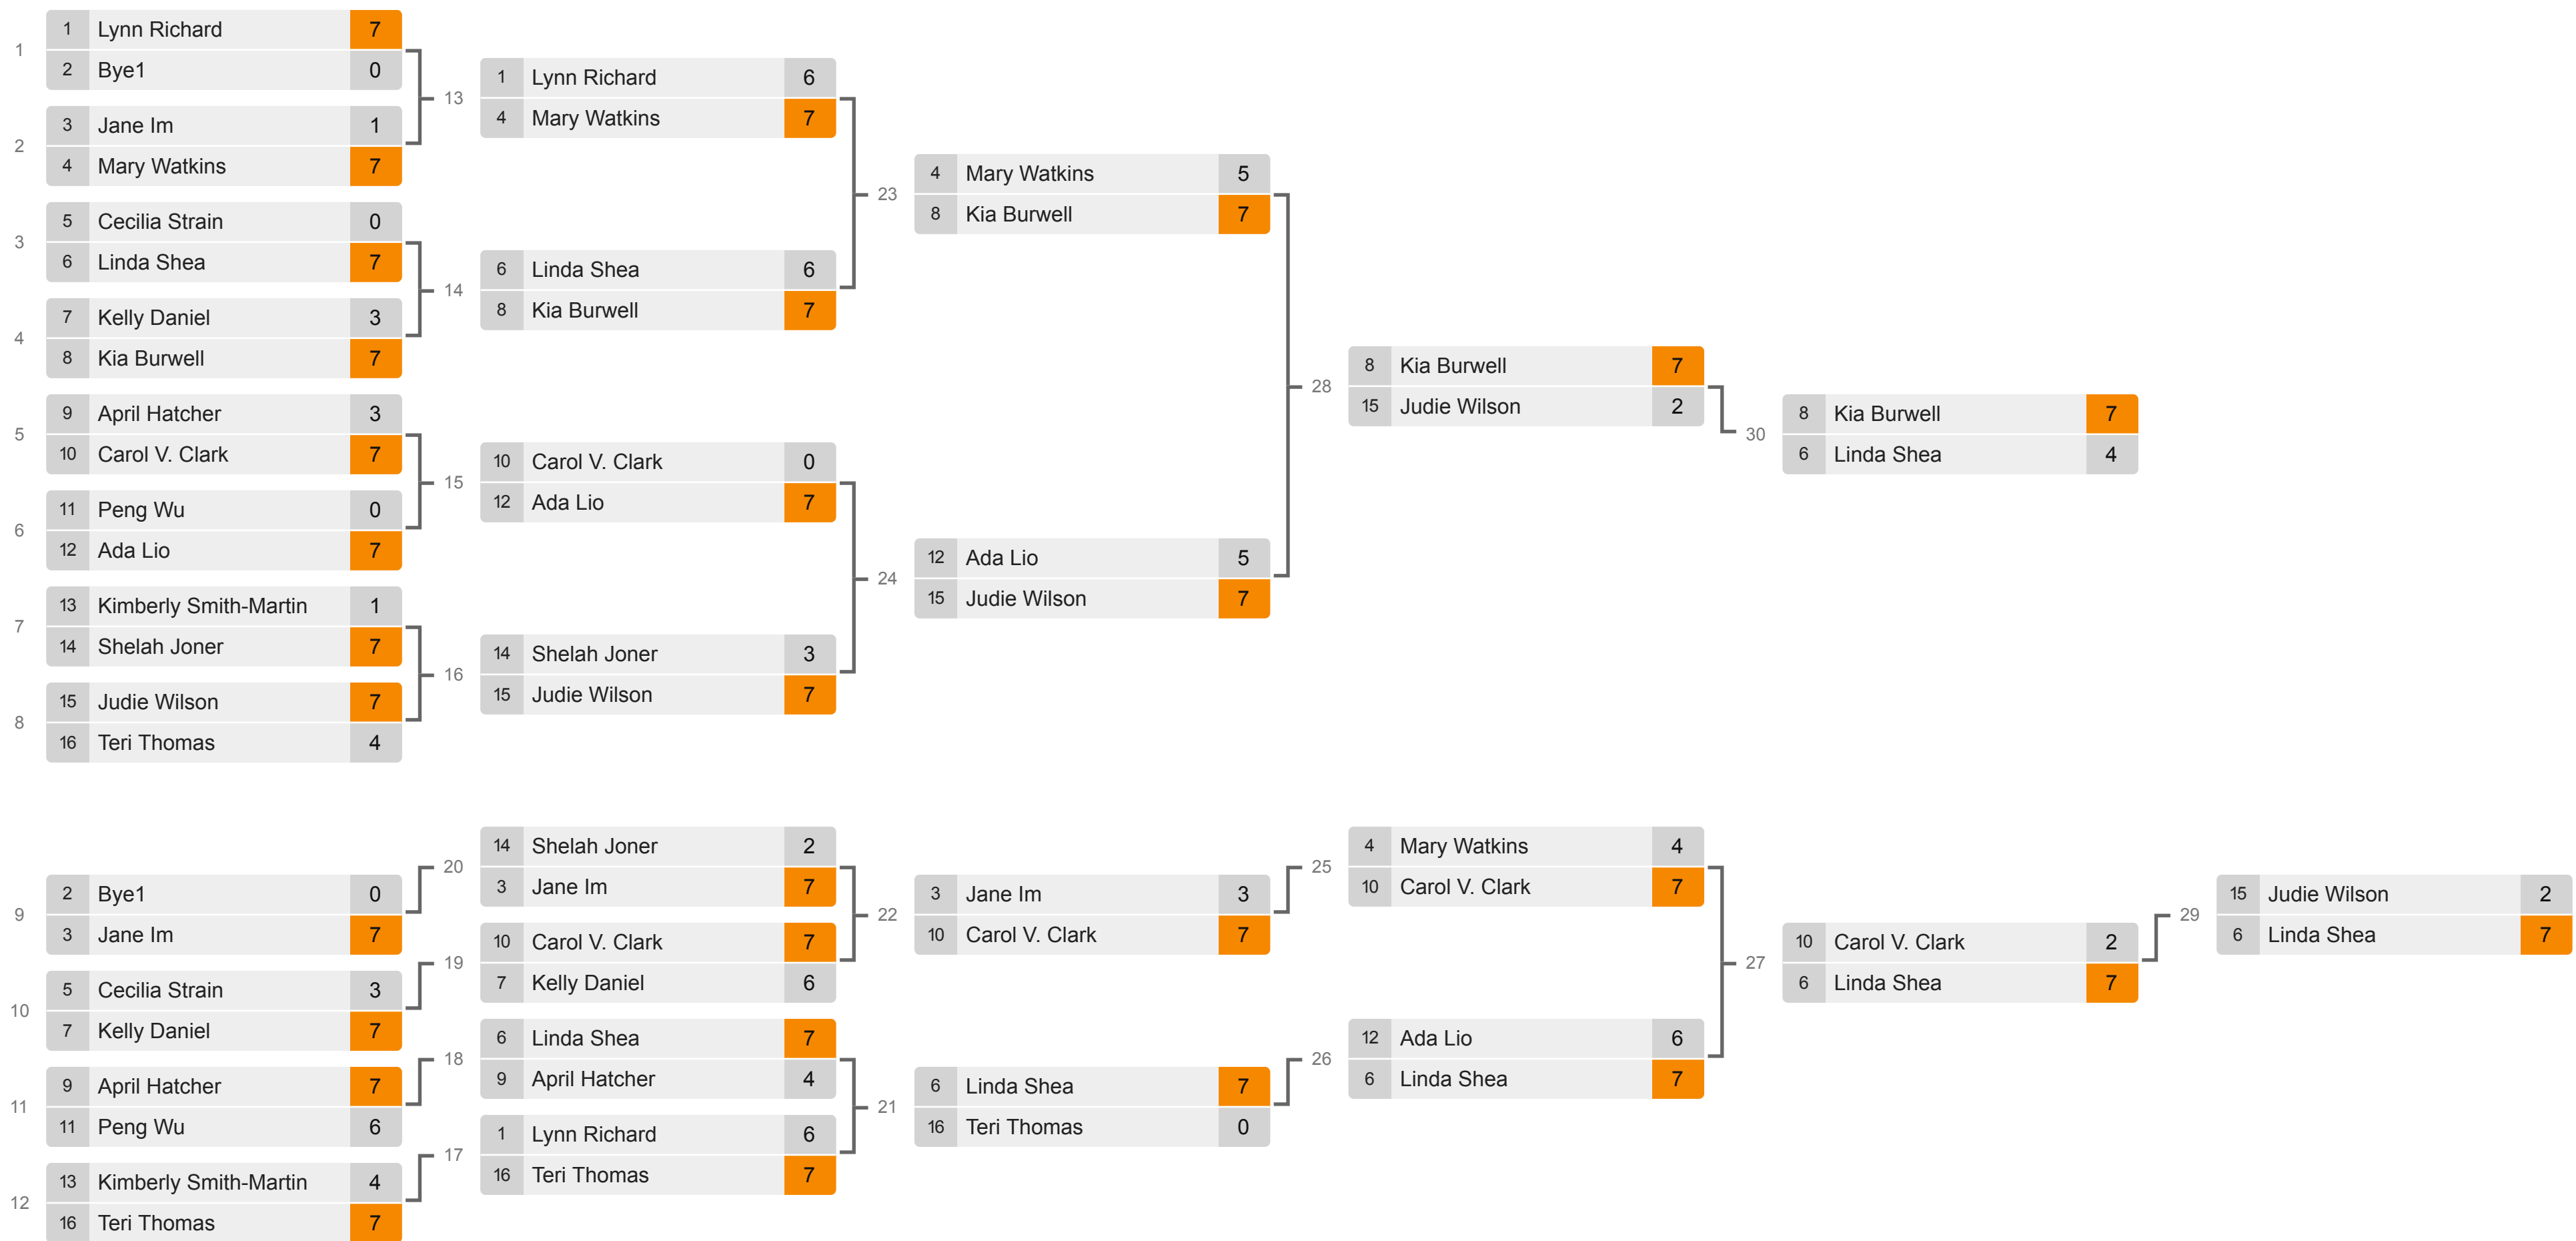 1
1 Lynn Richard 7
2 Bye1 0
2
3 Jane Im 1
4 Mary Watkins 7
3
5 Cecilia Strain 0
6 Linda Shea 7
4
7 Kelly Daniel 3
8 Kia Burwell 7
5
9 April Hatcher 3
10 Carol V. Clark 7
6
11 Peng Wu 0
12 Ada Lio 7
7
13 Kimberly Smith-Martin 1
14 Shelah Joner 7
8
15 Judie Wilson 7
16 Teri Thomas 4
13
1 Lynn Richard 6
4 Mary Watkins 7
14
6 Linda Shea 6
8 Kia Burwell 7
15
10 Carol V. Clark 0
12 Ada Lio 7
16
14 Shelah Joner 3
15 Judie Wilson 7
23
4 Mary Watkins 5
8 Kia Burwell 7
24
12 Ada Lio 5
15 Judie Wilson 7
28
8 Kia Burwell 7
15 Judie Wilson 2
30
8 Kia Burwell 7
6 Linda Shea 4
9
2 Bye1 0
3 Jane Im 7
10
5 Cecilia Strain 3
7 Kelly Daniel 7
11
9 April Hatcher 7
11 Peng Wu 6
12
13 Kimberly Smith-Martin 4
16 Teri Thomas 7
20
14 Shelah Joner 2
3 Jane Im 7
19
10 Carol V. Clark 7
7 Kelly Daniel 6
18
6 Linda Shea 7
9 April Hatcher 4
17
1 Lynn Richard 6
16 Teri Thomas 7
22
3 Jane Im 3
10 Carol V. Clark 7
21
6 Linda Shea 7
16 Teri Thomas 0
25
4 Mary Watkins 4
10 Carol V. Clark 7
26
12 Ada Lio 6
6 Linda Shea 7
27
10 Carol V. Clark 2
6 Linda Shea 7
29
15 Judie Wilson 2
6 Linda Shea 7